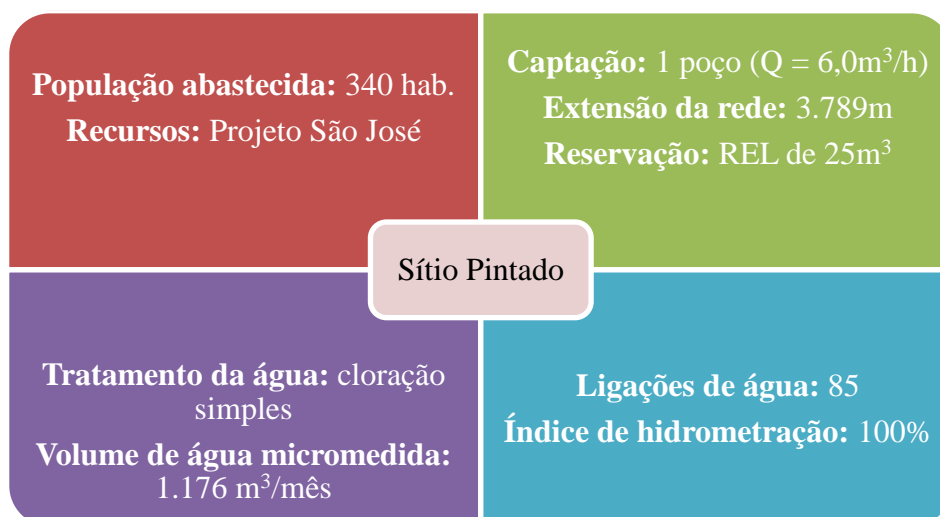 População abastecida: 340 hab.
Recursos: Projeto São José
Captação: 1 poço (Q = 6,0m³/h)
Extensão da rede: 3.789m
Reservação: REL de 25m³
Sítio Pintado
Tratamento da água: cloração
simples
Volume de água micromedida:
1.176 m³/mês
Ligações de água: 85
Índice de hidrometração: 100%